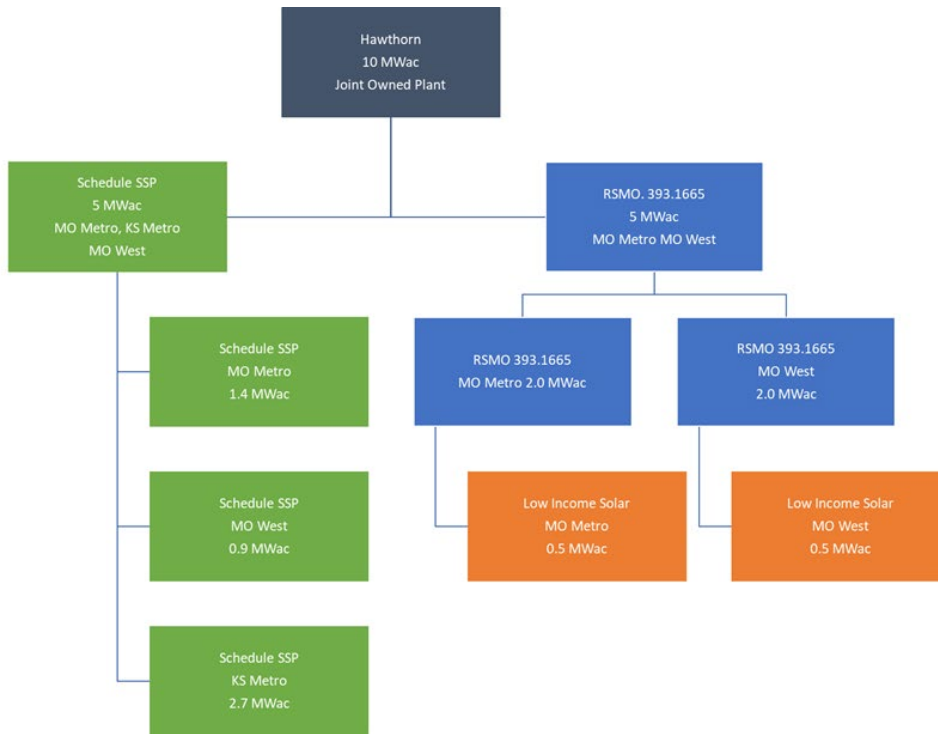 Hawthorn
10 MWac
Joint Owned Plant
Schedule SSP
5 MWac
MO Metro, KS Metro
MO West
RSMO. 393.1665
5 MWac
MO Metro MO West
Schedule SSP
MO Metro
1.4 MWac
RSMO 393.1665
MO Metro 2.0 MWac
RSMO 393.1665
MO West
2.0 MWac
Schedule SSP
MO West
0.9 MWac
Low Income Solar
MO Metro
0.5 MWac
Low Income Solar
MO West
0.5 MWac
Schedule SSP
KS Metro
2.7 MWac